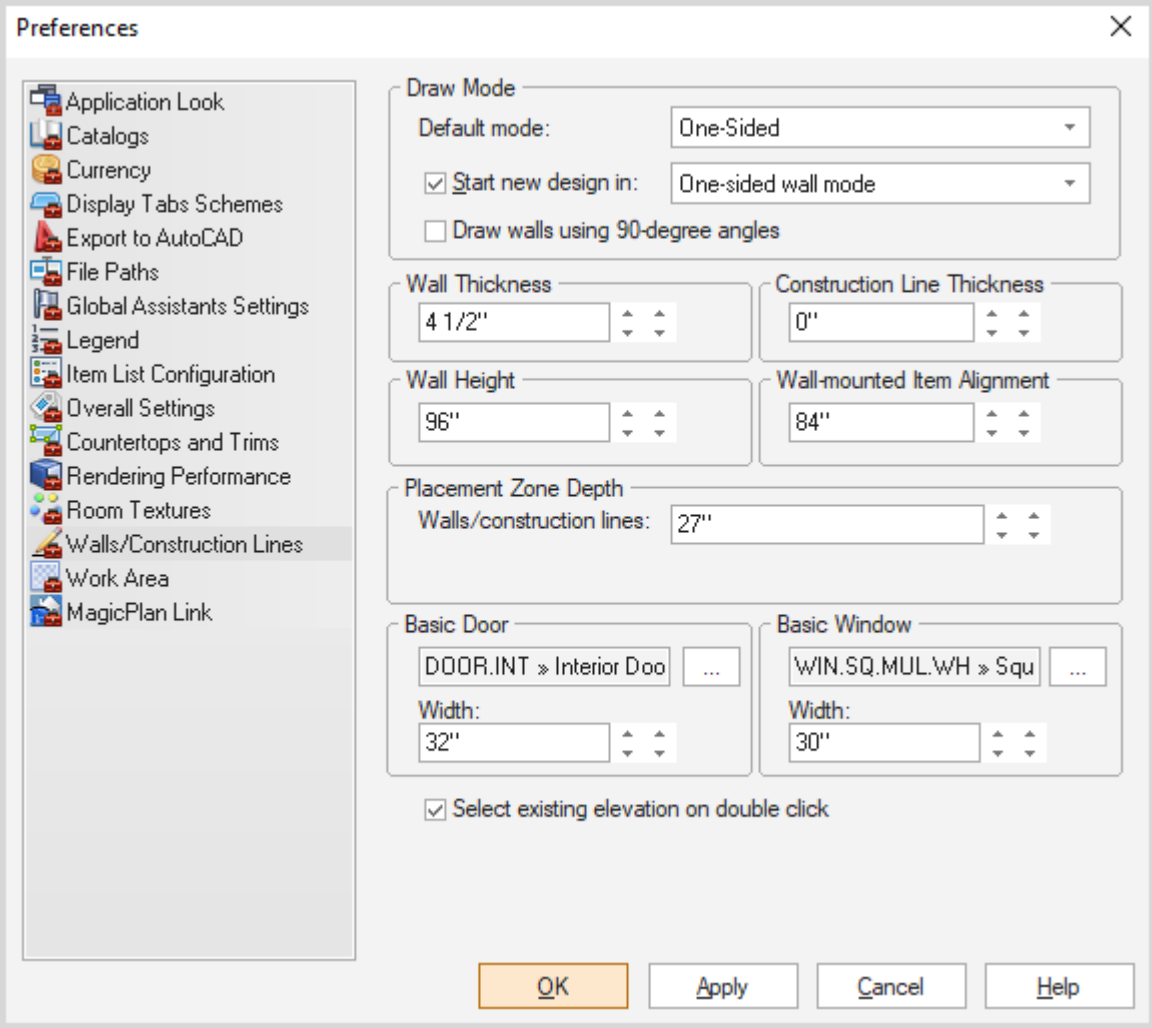 Preferences
Application Look
Catalogs
Currency
Display Tabs Schemes
Export to AutoCAD
File Paths
Global Assistants Settings
Legend
Item List Configuration
Overall Settings
Countertops and Trims
Rendering Performance
Room Textures
Walls/Construction Lines
Work Area
MagicPlan Link
Draw Mode
Default mode: One-Sided
Start new design in: One-sided wall mode
Draw walls using 90-degree angles
Wall Thickness
4 1/2"
Construction Line Thickness
0"
Wall Height
96"
Wall-mounted Item Alignment
84"
Placement Zone Depth
Walls/construction lines: 27"
Basic Door
DOOR.INT » Interior Doo ...
Width:
32"
Basic Window
WIN.SQ.MUL.WH » Squ ...
Width:
30"
Select existing elevation on double click
OK Apply Cancel Help